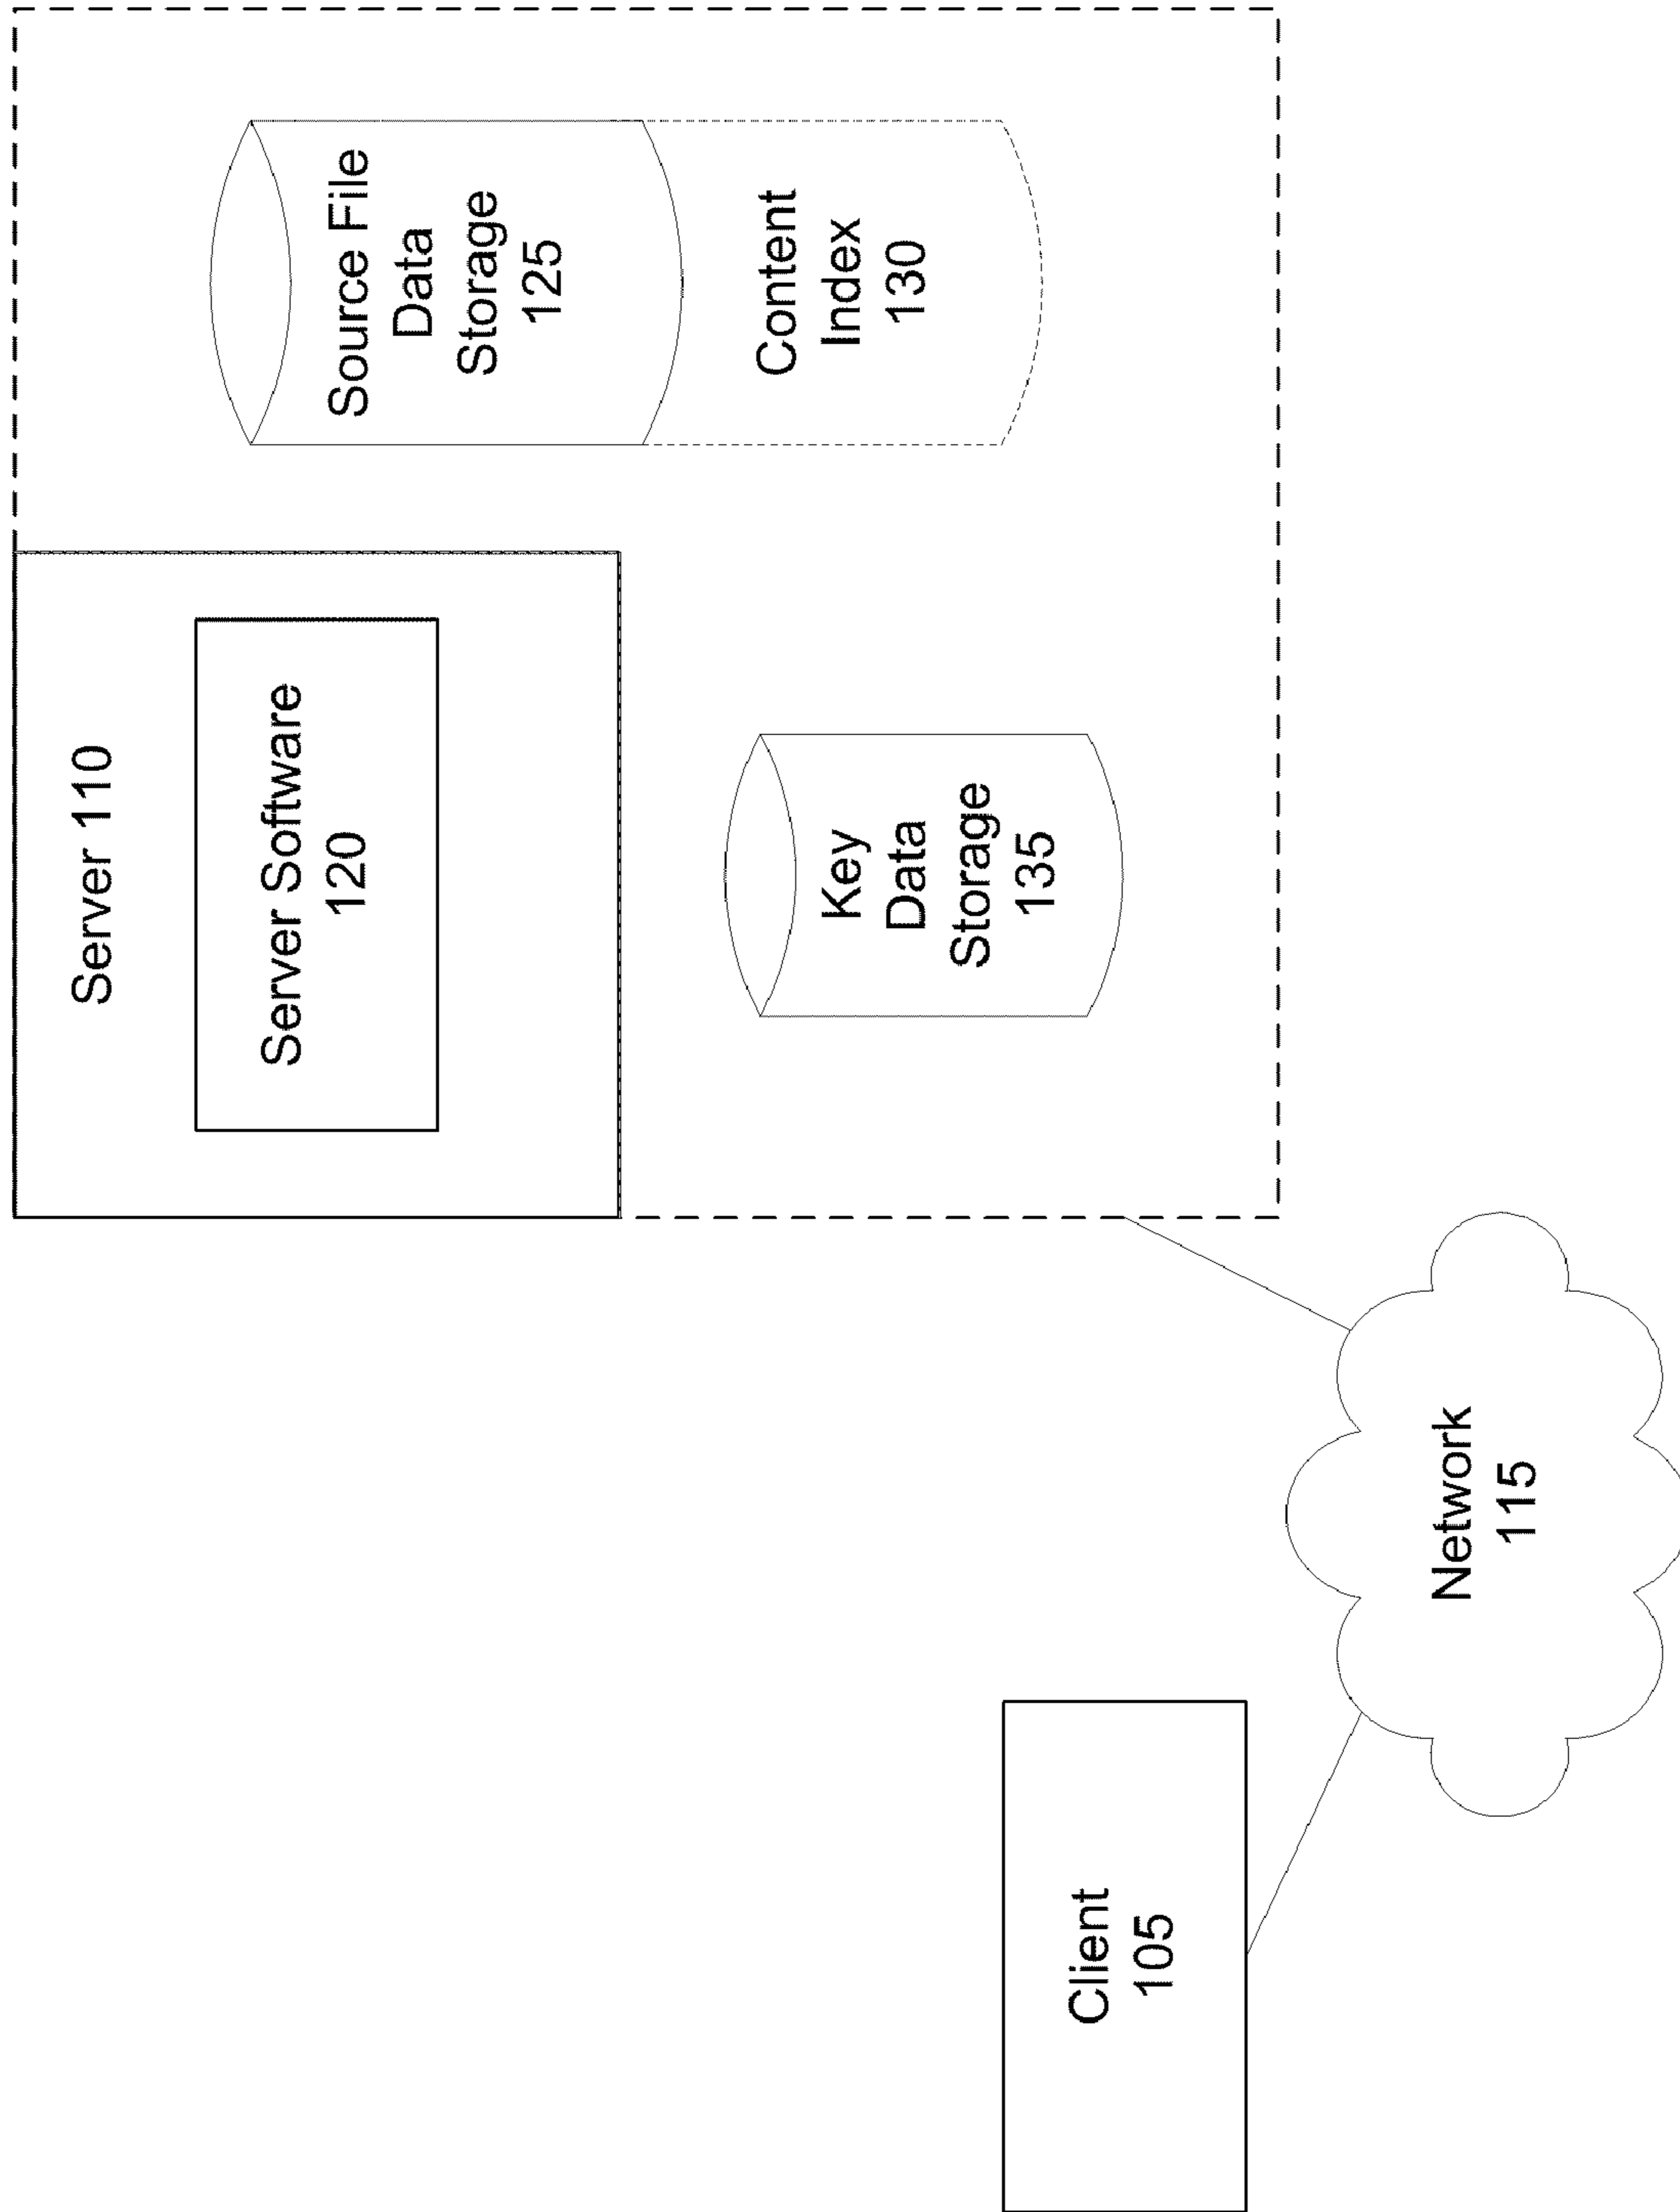 Server 110
Server Software
120
Source File
Data
Storage
125
Content
Index
130
Key
Data
Storage
135
Client
105
Network
115